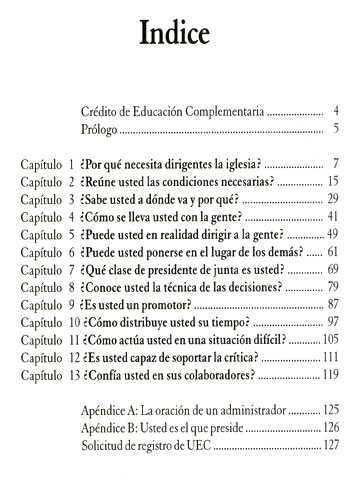 Indice
Crédito de Educación Complementaria .................... 4
Prólogo .................... 5
Capítulo 1 ¿Por qué necesita dirigentes la iglesia? .................... 7
Capítulo 2 ¿Reúne usted las condiciones necesarias? ............ 15
Capítulo 3 ¿Sabe usted a dónde va y por qué? .................... 29
Capítulo 4 ¿Cómo se lleva usted con la gente? .................... 41
Capítulo 5 ¿Puede usted en realidad dirigir a la gente? ............ 49
Capítulo 6 ¿Puede usted ponerse en el lugar de los demás? ...... 61
Capítulo 7 ¿Qué clase de presidente de junta es usted? ............ 69
Capítulo 8 ¿Conoce usted la técnica de las decisiones? ............ 79
Capítulo 9 ¿Es usted un promotor? .................... 87
Capítulo 10 ¿Cómo distribuye usted su tiempo? .................... 97
Capítulo 11 ¿Cómo actúa usted en una situación difícil? ............ 105
Capítulo 12 ¿Es usted capaz de soportar la crítica? ............ 111
Capítulo 13 ¿Confía usted en sus colaboradores? ............ 119
Apéndice A: La oración de un administrador ............ 125
Apéndice B: Usted es el que preside .................... 126
Solicitud de registro de UEC .................... 127